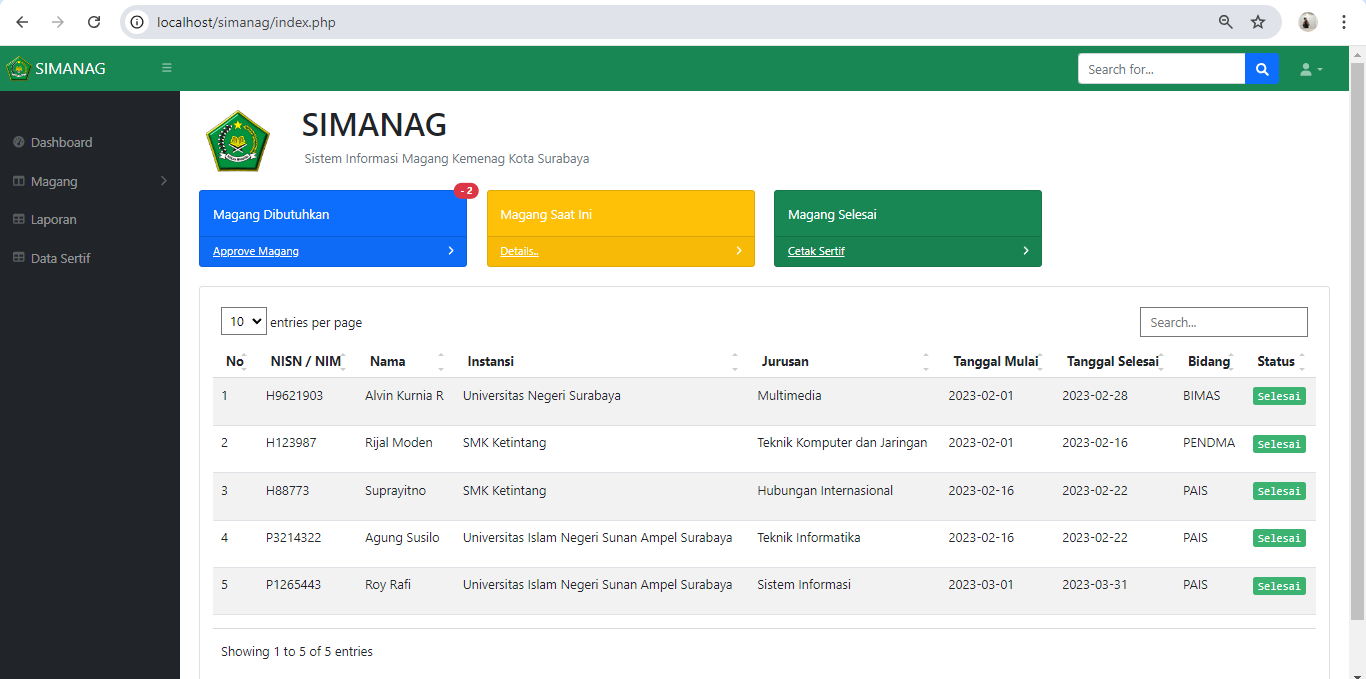 localhost/simanag/index.php
SIMANAG
Search for...
Dashboard
Magang
Laporan
Data Sertif
SIMANAG
Sistem Informasi Magang Kemenag Kota Surabaya
- 2
Magang Dibutuhkan
Approve Magang
Magang Saat Ini
Details..
Magang Selesai
Cetak Sertif
10 entries per page
Search...
No NISN / NIM Nama Instansi Jurusan Tanggal Mulai Tanggal Selesai Bidang Status
1 H9621903 Alvin Kurnia R Universitas Negeri Surabaya Multimedia 2023-02-01 2023-02-28 BIMAS Selesai
2 H123987 Rijal Moden SMK Ketintang Teknik Komputer dan Jaringan 2023-02-01 2023-02-16 PENDMA Selesai
3 H88773 Suprayitno SMK Ketintang Hubungan Internasional 2023-02-16 2023-02-22 PAIS Selesai
4 P3214322 Agung Susilo Universitas Islam Negeri Sunan Ampel Surabaya Teknik Informatika 2023-02-16 2023-02-22 PAIS Selesai
5 P1265443 Roy Rafi Universitas Islam Negeri Sunan Ampel Surabaya Sistem Informasi 2023-03-01 2023-03-31 PAIS Selesai
Showing 1 to 5 of 5 entries